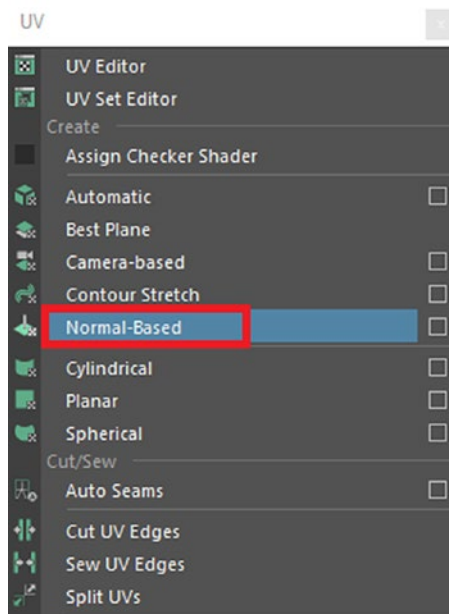 UV
UV Editor
UV Set Editor
Create
Assign Checker Shader
Automatic
Best Plane
Camera-based
Contour Stretch
Normal-Based
Cylindrical
Planar
Spherical
Cut/Sew
Auto Seams
Cut UV Edges
Sew UV Edges
Split UVs